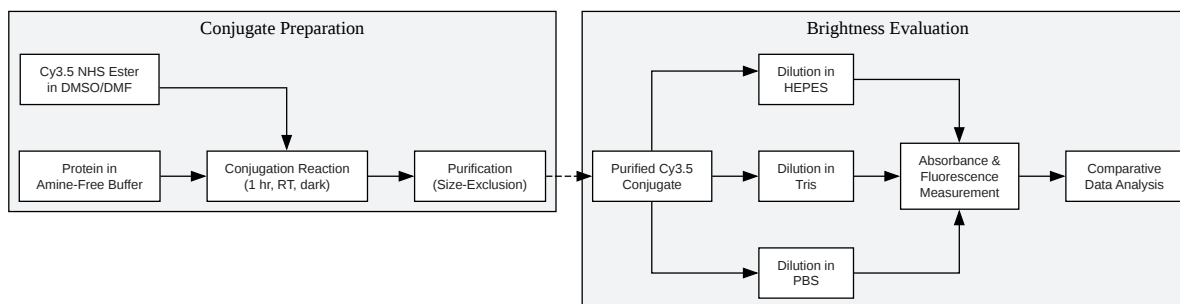 Conjugate Preparation
Cy3.5 NHS Ester
in DMSO/DMF
Protein in
Amine-Free Buffer
Conjugation Reaction
(1 hr, RT, dark)
Purification
(Size-Exclusion)
Brightness Evaluation
Purified Cy3.5
Conjugate
Dilution in
HEPES
Dilution in
Tris
Dilution in
PBS
Absorbance &
Fluorescence
Measurement
Comparative
Data Analysis